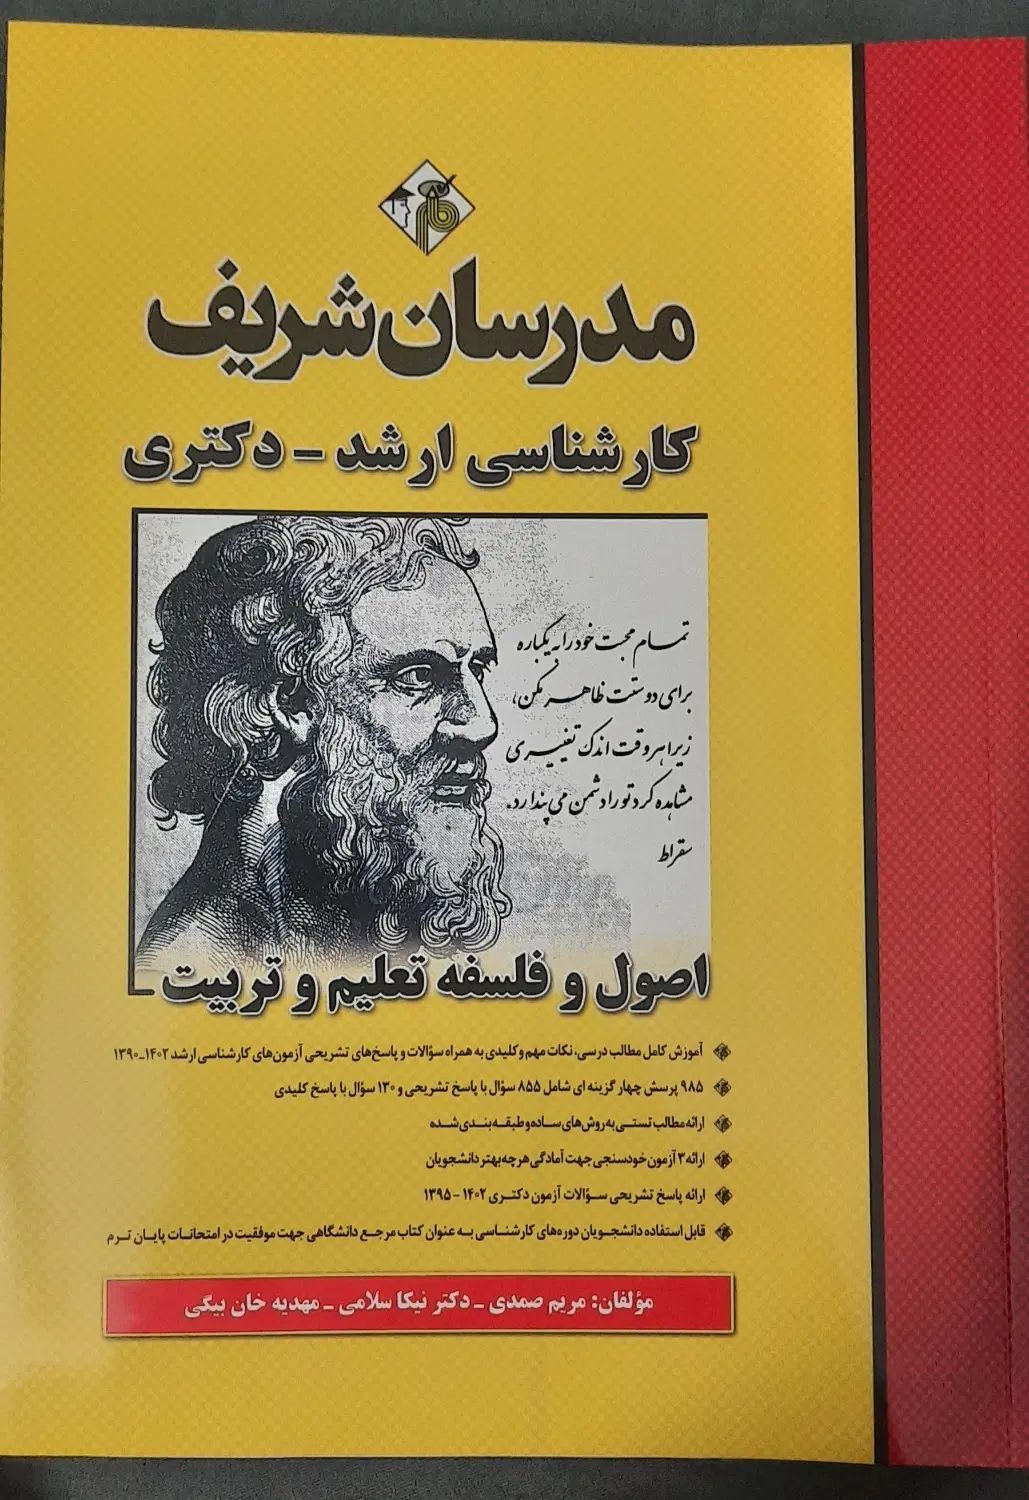 مدرسان شریف
کارشناسی ارشد - دکتری
تمام محبت خود را به یکباره
برای دوستت ظاهر مکن،
زیرا هر وقت اندک تغییری
مشاهده کرد تو را دشمن می پندارد.
سقراط
اصول و فلسفه تعلیم و تربیت
آموزش کامل مطالب درسی، نکات مهم و کلیدی به همراه سؤالات و پاسخ‌های تشریحی آزمون‌های کارشناسی ارشد ۱۴۰۲-۱۳۹۰
۹۸۵ پرسش چهار گزینه ای شامل ۸۵۵ سؤال با پاسخ تشریحی و ۱۳۰ سؤال با پاسخ کلیدی
ارائه مطالب تستی به روش‌های ساده و طبقه بندی شده
ارائه ۳ آزمون خودسنجی جهت آمادگی هر چه بهتر دانشجویان
ارائه پاسخ تشریحی سؤالات آزمون دکتری ۱۴۰۲ - ۱۳۹۵
قابل استفاده دانشجویان دوره‌های کارشناسی به عنوان کتاب مرجع دانشگاهی جهت موفقیت در امتحانات پایان ترم
مؤلفان: مریم صمدی - دکتر نیکا سلامی - مهدیه خان بیگی